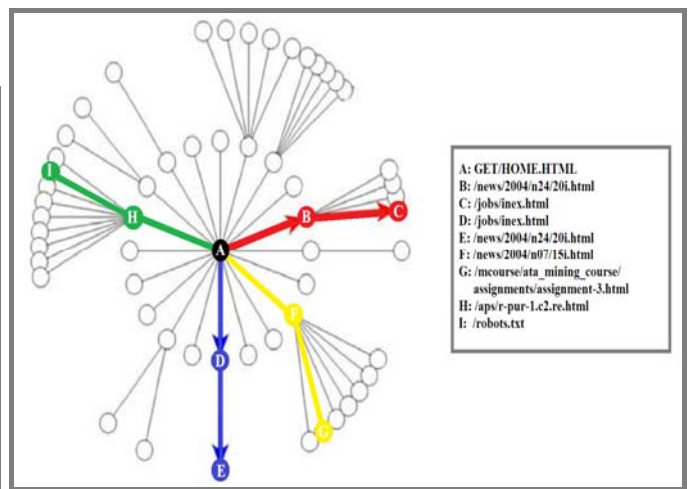 I
H
A
B
C
F
D
G
E
A: GET/HOME.HTML
B: /news/2004/n24/20i.html
C: /jobs/inex.html
D: /jobs/inex.html
E: /news/2004/n24/20i.html
F: /news/2004/n07/15i.html
G: /mcourse/ata_mining_course/
assignments/assignment-3.html
H: /aps/r-pur-1.c2.re.html
I: /robots.txt